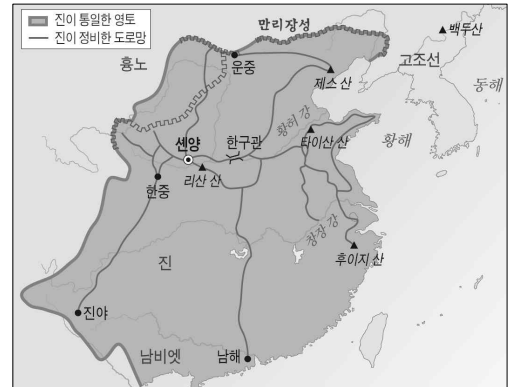 진이 통일한 영토
진이 정비한 도로망
만리장성
백두산
흉노
운중
고조선
제스 산
동해
황허 강
셴양
한구관
타이산 산
황해
한중
리산 산
창장 강
후이지 산
진
진야
남비엣
남해